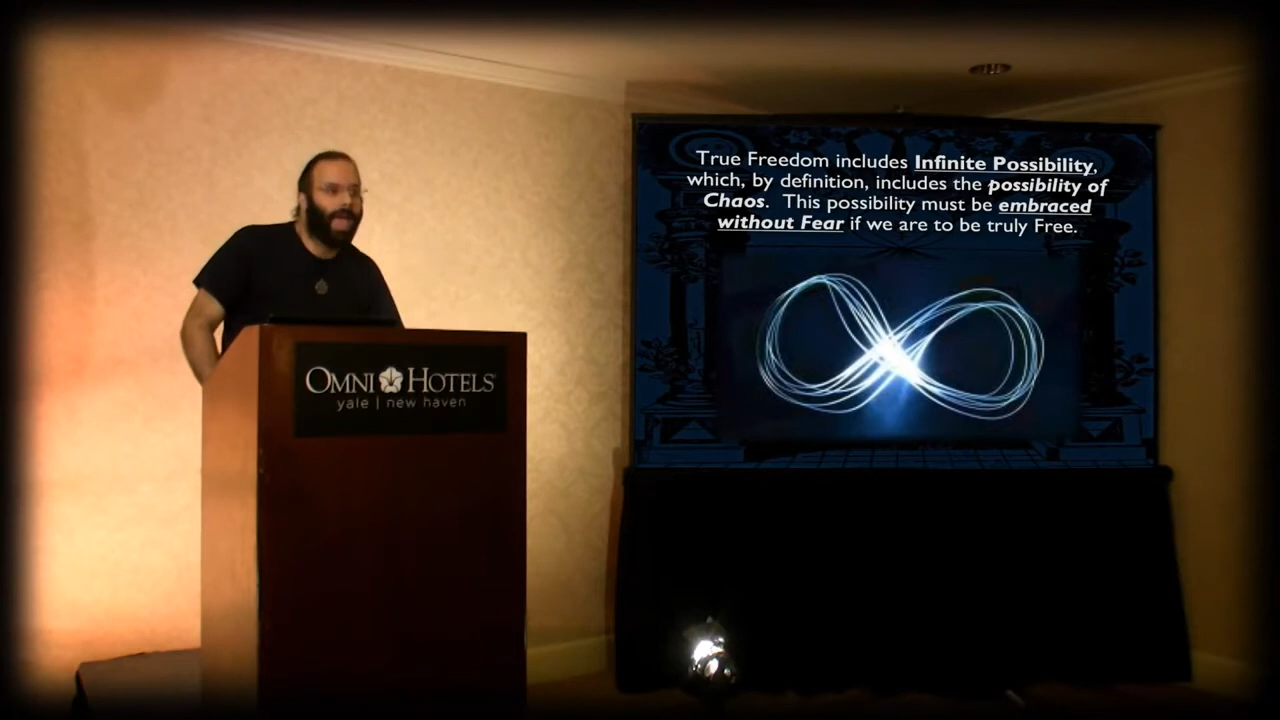 OMNI HOTELS
yale | new haven
True Freedom includes Infinite Possibility,
which, by definition, includes the possibility of
Chaos. This possibility must be embraced
without Fear if we are to be truly Free.